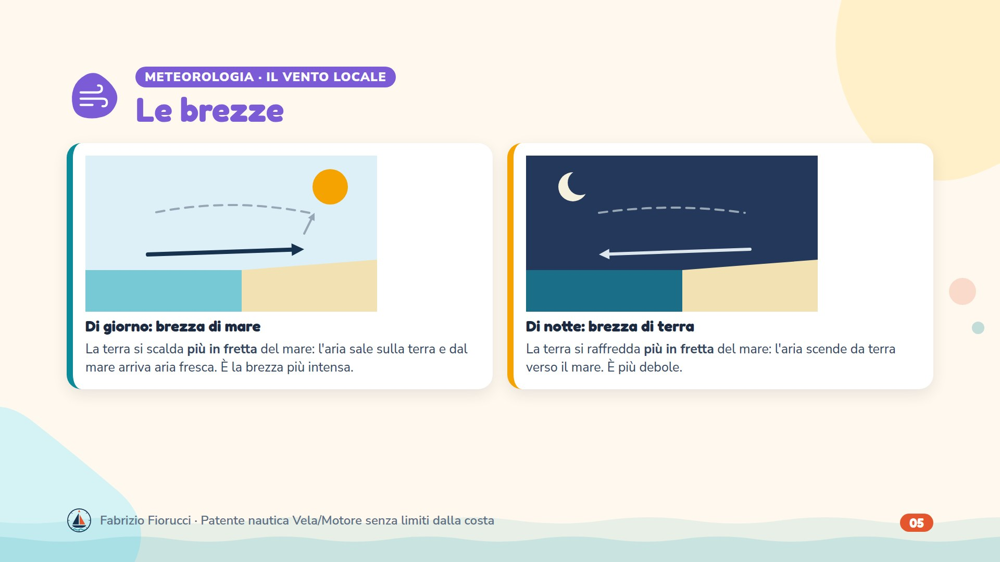 METEOROLOGIA · IL VENTO LOCALE
Le brezze
Di giorno: brezza di mare
La terra si scalda più in fretta del mare: l'aria sale sulla terra e dal
mare arriva aria fresca. È la brezza più intensa.
Di notte: brezza di terra
La terra si raffredda più in fretta del mare: l'aria scende da terra
verso il mare. È più debole.
Fabrizio Fiorucci · Patente nautica Vela/Motore senza limiti dalla costa
05